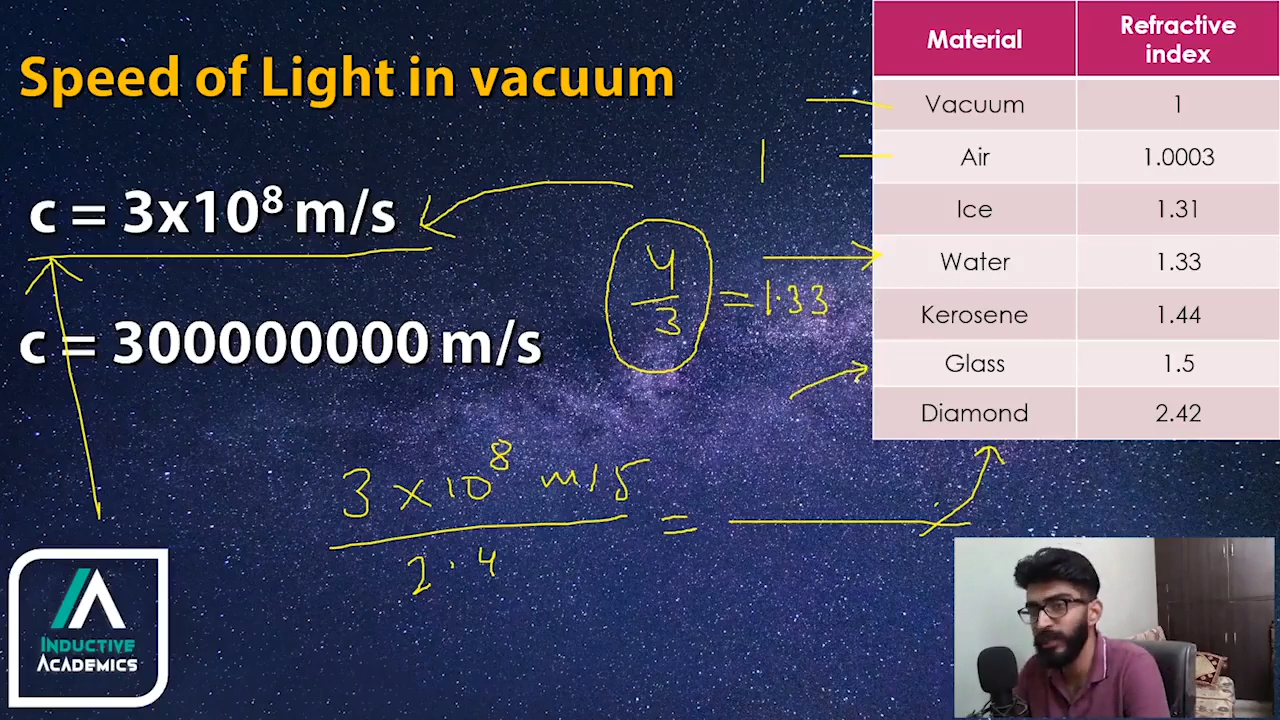 Speed of Light in vacuum
c = 3x10⁸ m/s
c = 300000000 m/s
Material Refractive index
Vacuum 1
Air 1.0003
Ice 1.31
Water 1.33
Kerosene 1.44
Glass 1.5
Diamond 2.42
1
4/3 = 1.33
3 × 10⁸ m/s
2.4
=
INDUCTIVE
ACADEMICS